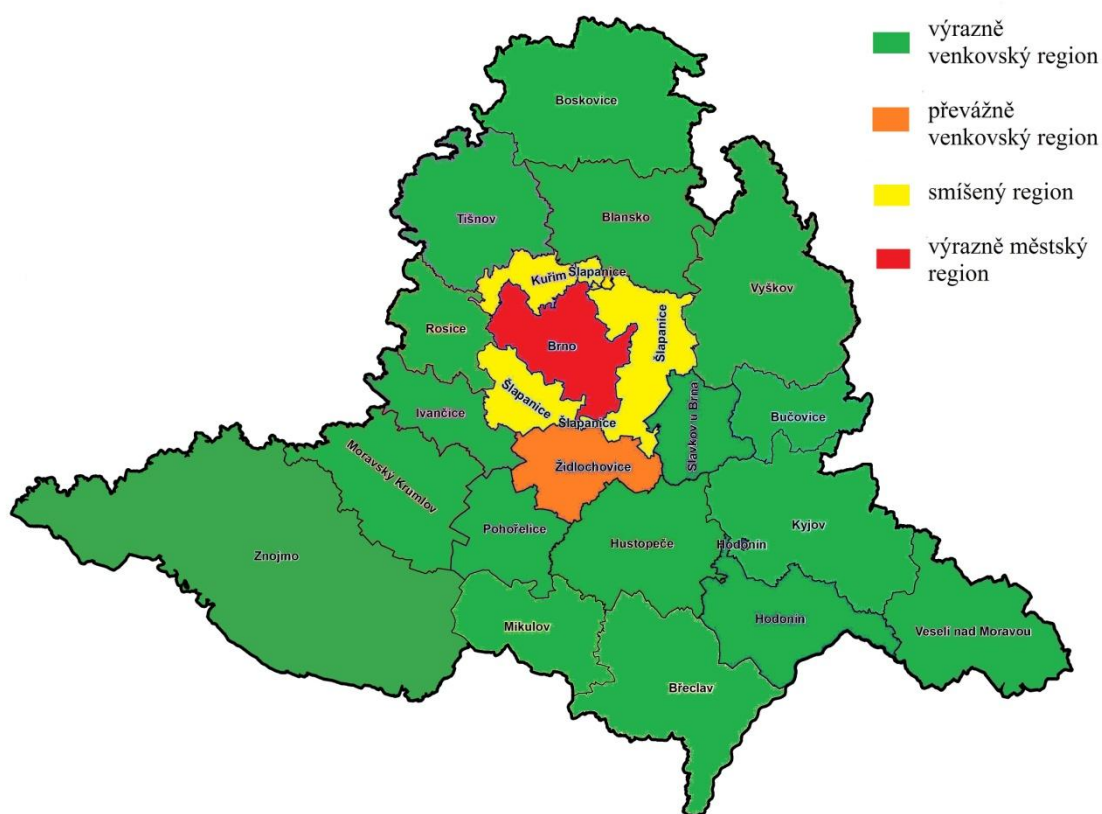 výrazně
venkovský region
převážně
venkovský region
smíšený region
výrazně městský
region
Boskovice
Tišnov
Blansko
Kuřim
Šlapanice
Vyškov
Rosice
Brno
Šlapanice
Šlapanice
Ivančice
Šlapanice
Slavkov u Brna
Bučovice
Moravský Krumlov
Židlochovice
Znojmo
Pohořelice
Hustopeče
Hodonín
Kyjov
Mikulov
Hodonín
Veselí nad Moravou
Břeclav